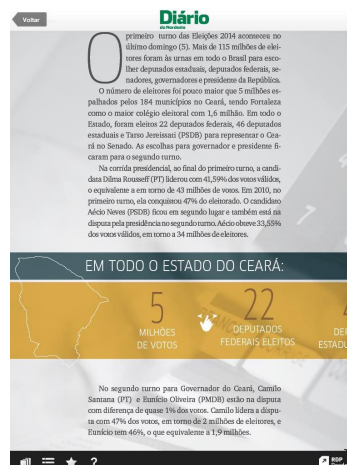 Voltar
Diário
do Nordeste
O primeiro turno das Eleições 2014 aconteceu no
último domingo (5). Mais de 115 milhões de elei-
tores foram às urnas em todo o Brasil para esco-
lher deputados estaduais, deputados federais, se-
nadores, governadores e presidente da República.
O número de eleitores foi pouco maior que 5 milhões es-
palhados pelos 184 municípios no Ceará, tendo Fortaleza
como o maior colégio eleitoral com 1,6 milhão. Em todo o
Estado, foram eleitos 22 deputados federais, 46 deputados
estaduais e Tarso Jereissati (PSDB) para representar o Cea-
rá no Senado. As escolhas para governador e presidente fi-
caram para o segundo turno.
Na corrida presidencial, ao final do primeiro turno, a candi-
data Dilma Rousseff (PT) liderou com 41,59% dos votos válidos,
o equivalente a em torno de 43 milhões de votos. Em 2010, no
primeiro turno, ela conquisou 47% do eleitorado. O candidato
Aécio Neves (PSDB) ficou em segundo lugar e também está na
disputa pela presidência no segundo turno. Aécio obteve 33,55%
dos votos válidos, em torno a 34 milhões de eleitores.
EM TODO O ESTADO DO CEARÁ:
5
MILHÕES
DE VOTOS
22
DEPUTADOS
FEDERAIS ELEITOS
4
DEP
ESTADU
No segundo turno para Governador do Ceará, Camilo
Santana (PT) e Eunício Oliveira (PMDB) estão na disputa
com diferença de quase 1% dos votos. Camilo lidera a dispu-
ta com 47% dos votos, em torno de 2 milhões de eleitores, e
Eunício tem 46%, o que equivalente a 1,9 milhões.
?
RDP